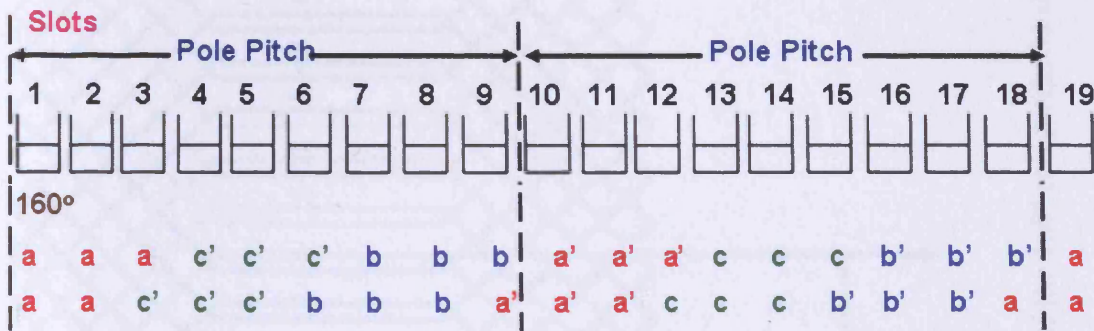 Slots
Pole Pitch Pole Pitch
1 2 3 4 5 6 7 8 9 10 11 12 13 14 15 16 17 18 19
160º
a a a c' c' c' b b b a' a' a' c c c b' b' b' a
a a c' c' c' b b b a' a' a' c c c b' b' b' a a